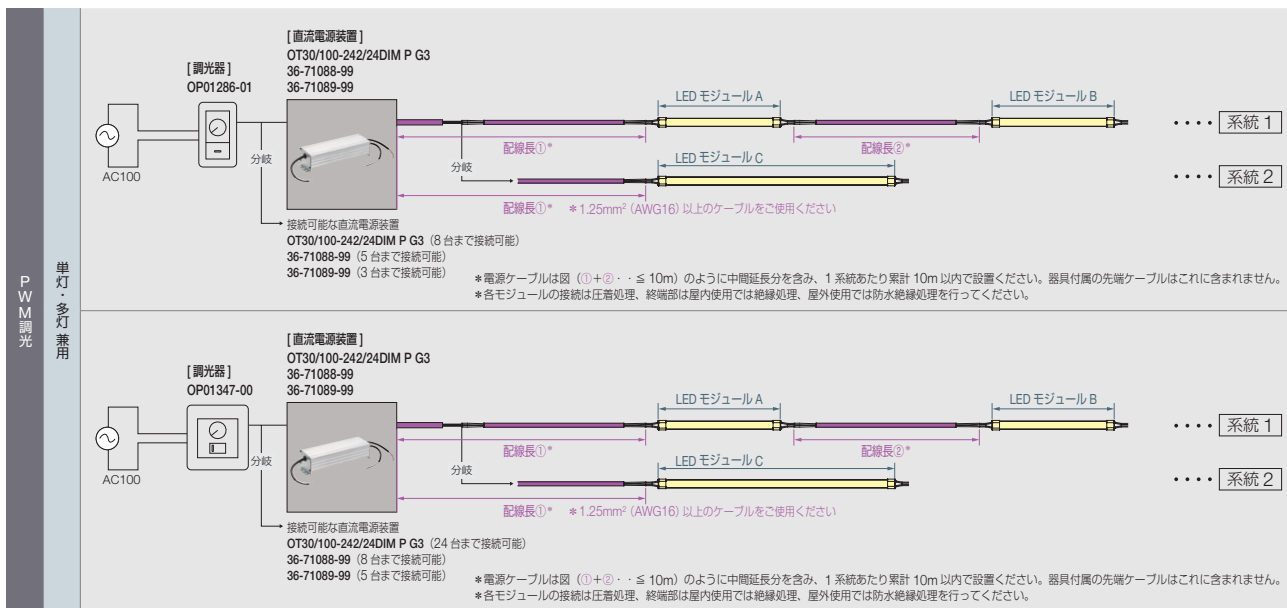 PWM調光
単灯・多灯 兼用
[直流電源装置]
OT30/100-242/24DIM P G3
36-71088-99
36-71089-99
[調光器]
OP01286-01
AC100
分岐
LED モジュール A
LED モジュール B
配線長①*
配線長②*
・・・・ 系統 1
分岐
LED モジュール C
・・・・ 系統 2
配線長①* *1.25mm² (AWG16) 以上のケーブルをご使用ください
接続可能な直流電源装置
OT30/100-242/24DIM P G3 (8 台まで接続可能)
36-71088-99 (5 台まで接続可能)
36-71089-99 (3 台まで接続可能)
*電源ケーブルは図 (①+②・・≦ 10m) のように中間延長分を含み、1 系統あたり累計 10m 以内で設置ください。器具付属の先端ケーブルはこれに含まれません。
*各モジュールの接続は圧着処理、終端部は屋内使用では絶縁処理、屋外使用では防水絶縁処理を行ってください。
[直流電源装置]
OT30/100-242/24DIM P G3
36-71088-99
36-71089-99
[調光器]
OP01347-00
AC100
分岐
LED モジュール A
LED モジュール B
配線長①*
配線長②*
・・・・ 系統 1
分岐
LED モジュール C
・・・・ 系統 2
配線長①* *1.25mm² (AWG16) 以上のケーブルをご使用ください
接続可能な直流電源装置
OT30/100-242/24DIM P G3 (24 台まで接続可能)
36-71088-99 (8 台まで接続可能)
36-71089-99 (5 台まで接続可能)
*電源ケーブルは図 (①+②・・≦ 10m) のように中間延長分を含み、1 系統あたり累計 10m 以内で設置ください。器具付属の先端ケーブルはこれに含まれません。
*各モジュールの接続は圧着処理、終端部は屋内使用では絶縁処理、屋外使用では防水絶縁処理を行ってください。